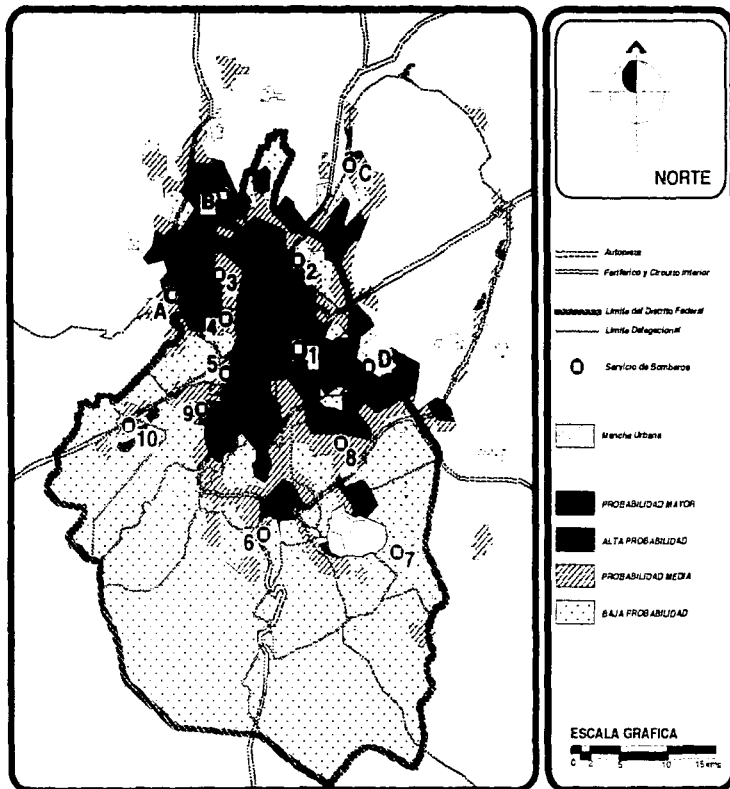 C
B
2
3
A
4
1
5
D
9
10
8
6
7
NORTE
Autopista
Periférico y Circuito Interior
Límite del Distrito Federal
Límite Delegacional
Servicio de Bomberos
Mancha Urbana
PROBABILIDAD MAYOR
ALTA PROBABILIDAD
PROBABILIDAD MEDIA
BAJA PROBABILIDAD
ESCALA GRAFICA
0 2 5 10 15 kms